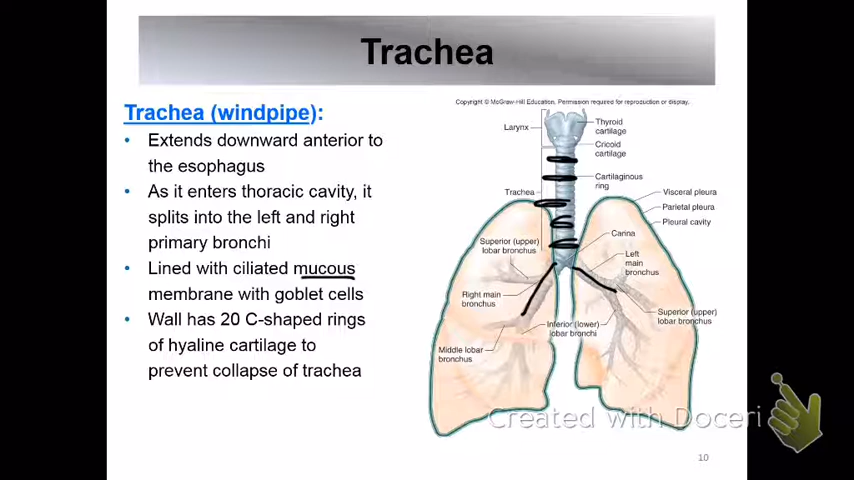 Trachea
Trachea (windpipe):
• Extends downward anterior to
the esophagus
• As it enters thoracic cavity, it
splits into the left and right
primary bronchi
• Lined with ciliated mucous
membrane with goblet cells
• Wall has 20 C-shaped rings
of hyaline cartilage to
prevent collapse of trachea
Copyright © McGraw-Hill Education. Permission required for reproduction or display.
Larynx
Thyroid
cartilage
Cricoid
cartilage
Cartilaginous
ring
Trachea
Visceral pleura
Parietal pleura
Pleural cavity
Carina
Superior (upper)
lobar bronchus
Left
main
bronchus
Right main
bronchus
Superior (upper)
lobar bronchus
Inferior (lower)
lobar bronchi
Middle lobar
bronchus
Created with Doceri
10